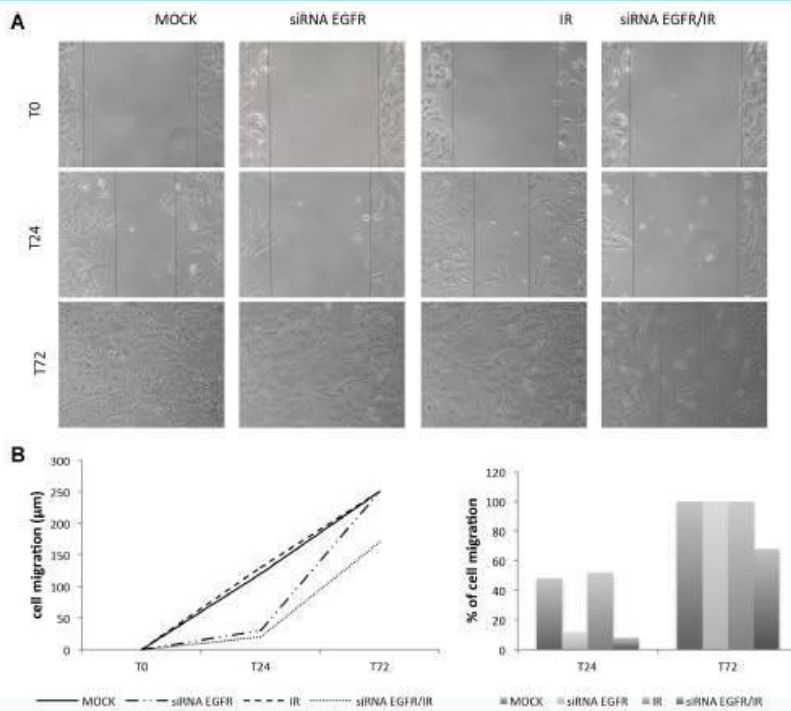 A
MOCK siRNA EGFR IR siRNA EGFR/IR
T0
T24
T72
B
cell migration (µm)
300
250
200
150
100
50
0
T0 T24 T72
MOCK siRNA EGFR IR siRNA EGFR/IR
% of cell migration
120
100
80
60
40
20
0
T24 T72
MOCK siRNA EGFR IR siRNA EGFR/IR